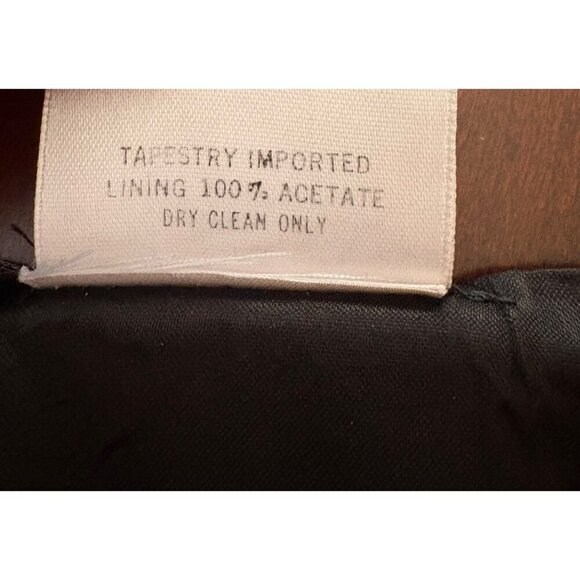 TAPESTRY IMPORTED
LINING 100% ACETATE
DRY CLEAN ONLY